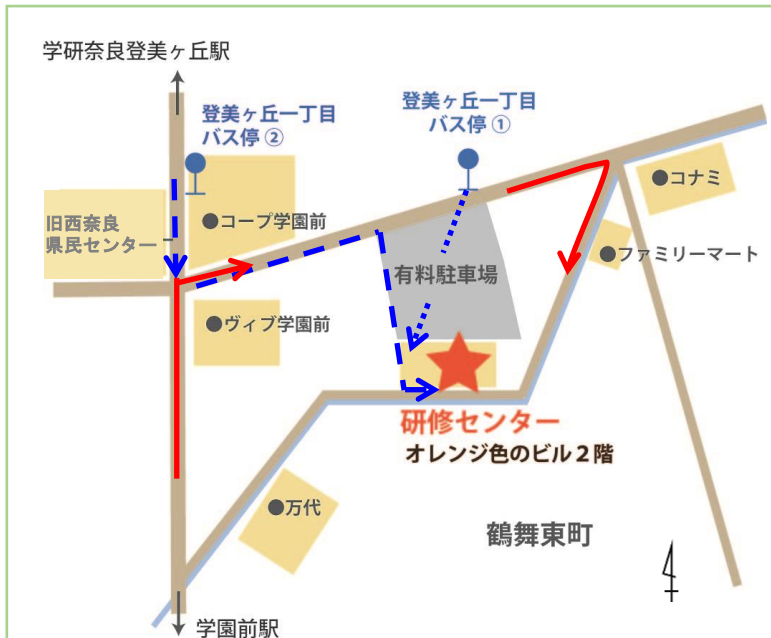 学研奈良登美ヶ丘駅
登美ヶ丘一丁目
バス停②
登美ヶ丘一丁目
バス停①
●コナミ
旧西奈良
県民センター
●コープ学園前
●ファミリーマート
有料駐車場
●ヴィブ学園前
研修センター
オレンジ色のビル2階
●万代
鶴舞東町
学園前駅